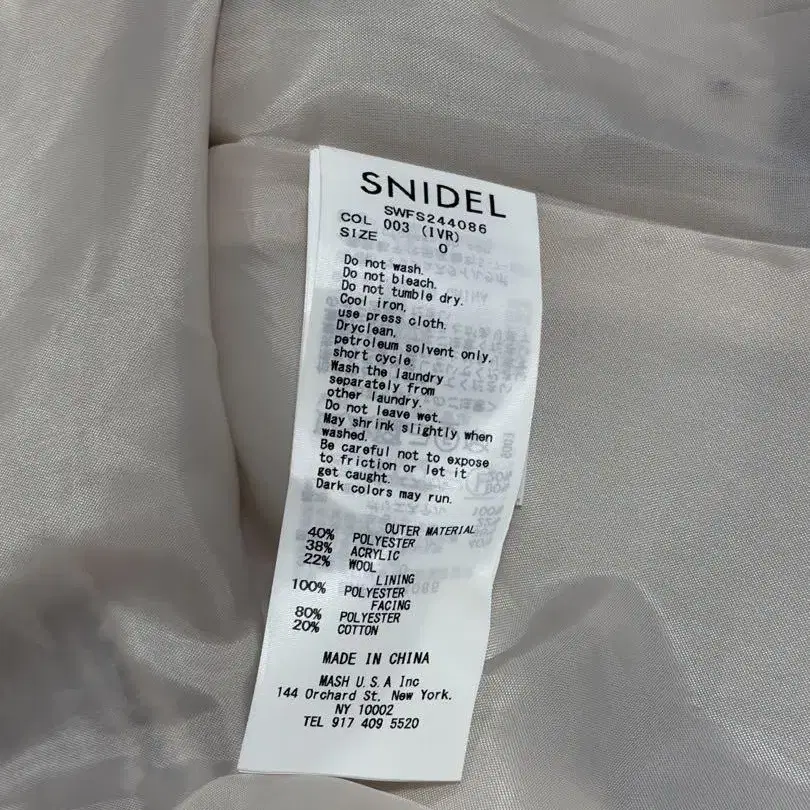 SNIDEL
SWFS244086
COL 003 (IVR)
SIZE 0
Do not wash.
Do not bleach.
Do not tumble dry.
Cool iron,
use press cloth.
Dryclean,
petroleum solvent only,
short cycle.
Wash the laundry
separately from
other laundry.
Do not leave wet.
May shrink slightly when
washed.
Be careful not to expose
to friction or let it
get caught.
Dark colors may run.
OUTER MATERIAL
40% POLYESTER
38% ACRYLIC
22% WOOL
LINING
100% POLYESTER
FACING
80% POLYESTER
20% COTTON
MADE IN CHINA
MASH U.S.A Inc
144 Orchard St. New York.
NY 10002
TEL 917 409 5520